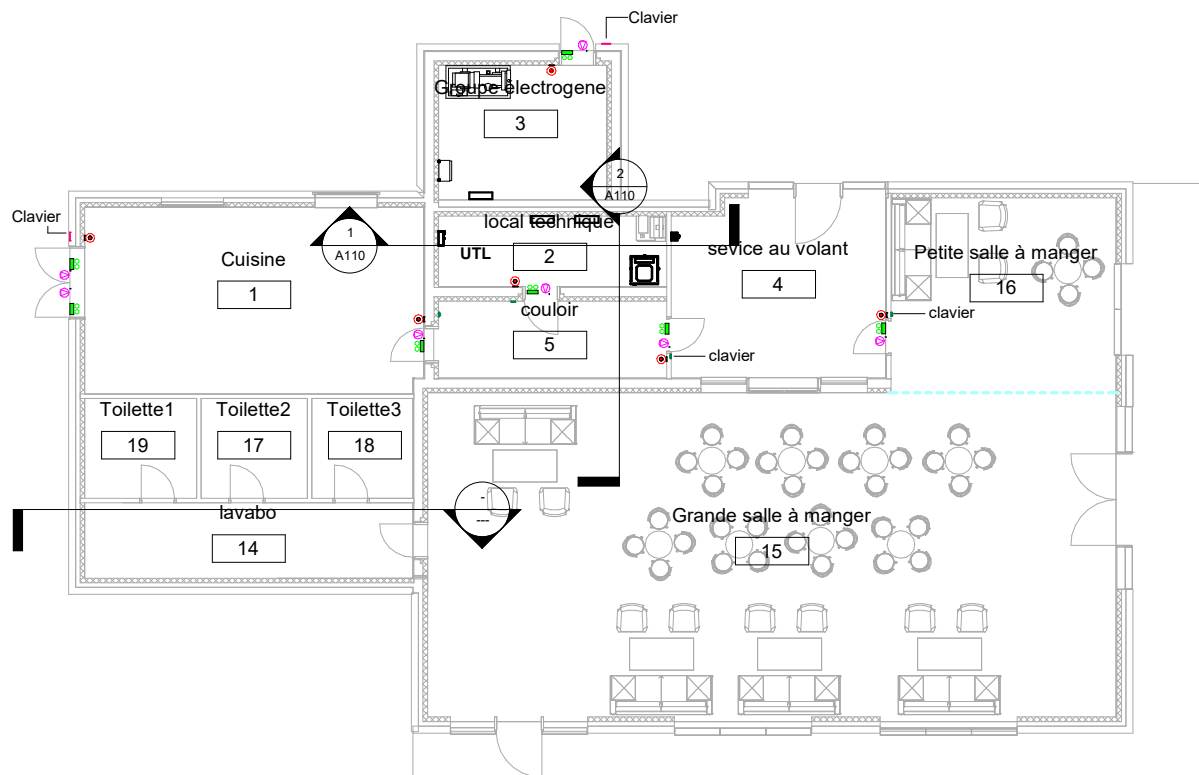 Clavier
Groupe électrogene
3
2
A110
Clavier
local technique
UTL
2
1
A110
Cuisine
1
sevice au volant
4
Petite salle à manger
16
couloir
5
clavier
clavier
Toilette1
19
Toilette2
17
Toilette3
18
lavabo
14
-
---
Grande salle à manger
15